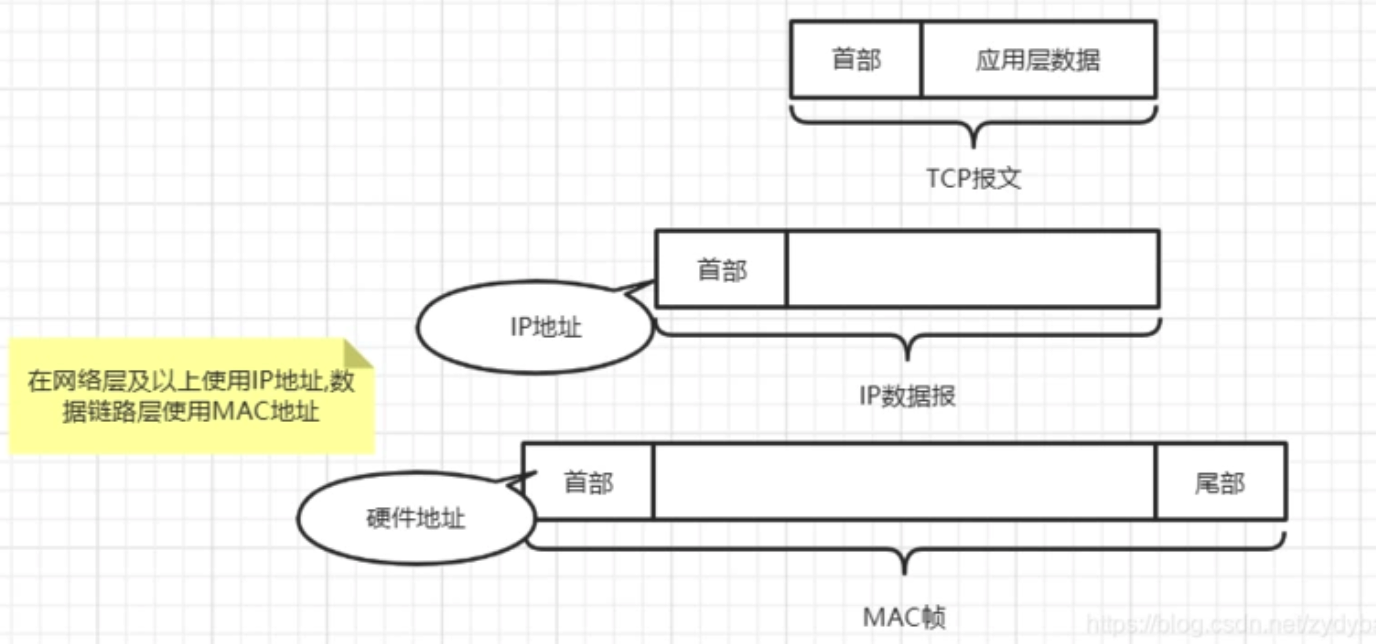 首部
应用层数据
TCP报文
首部
IP地址
IP数据报
在网络层及以上使用IP地址,数
据链路层使用MAC地址
首部
尾部
硬件地址
MAC帧
https://blog.csdn.net/zydypa